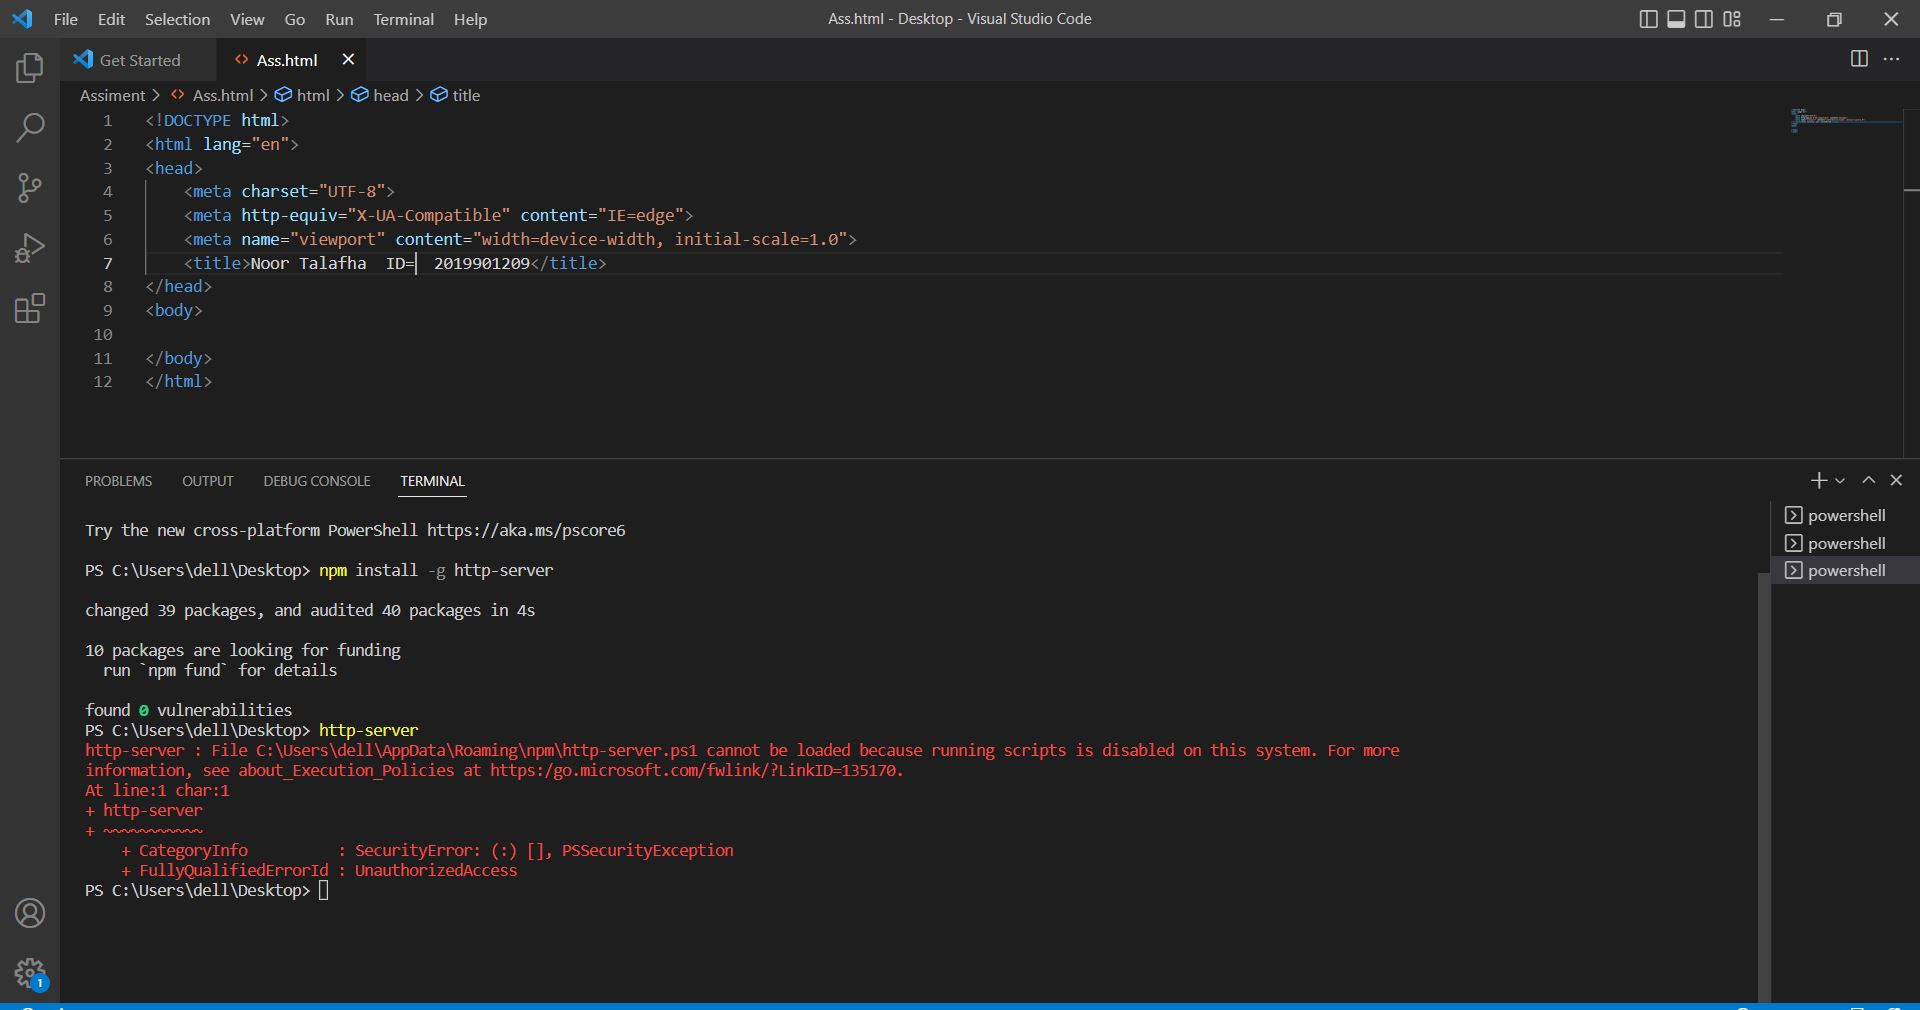 File Edit Selection View Go Run Terminal Help
Ass.html - Desktop - Visual Studio Code
Get Started
Ass.html
Assiment > Ass.html > html > head > title
1 <!DOCTYPE html>
2 <html lang="en">
3 <head>
4 <meta charset="UTF-8">
5 <meta http-equiv="X-UA-Compatible" content="IE=edge">
6 <meta name="viewport" content="width=device-width, initial-scale=1.0">
7 <title>Noor Talafha  ID=  2019901209</title>
8 </head>
9 <body>
10
11 </body>
12 </html>
PROBLEMS OUTPUT DEBUG CONSOLE TERMINAL
Try the new cross-platform PowerShell https://aka.ms/pscore6
PS C:\Users\dell\Desktop> npm install -g http-server
changed 39 packages, and audited 40 packages in 4s
10 packages are looking for funding
run `npm fund` for details
found 0 vulnerabilities
PS C:\Users\dell\Desktop> http-server
http-server : File C:\Users\dell\AppData\Roaming\npm\http-server.ps1 cannot be loaded because running scripts is disabled on this system. For more
information, see about_Execution_Policies at https:/go.microsoft.com/fwlink/?LinkID=135170.
At line:1 char:1
+ http-server
+ ~~~~~~~~~~~
+ CategoryInfo          : SecurityError: (:) [], PSSecurityException
+ FullyQualifiedErrorId : UnauthorizedAccess
PS C:\Users\dell\Desktop>
powershell
powershell
powershell
1